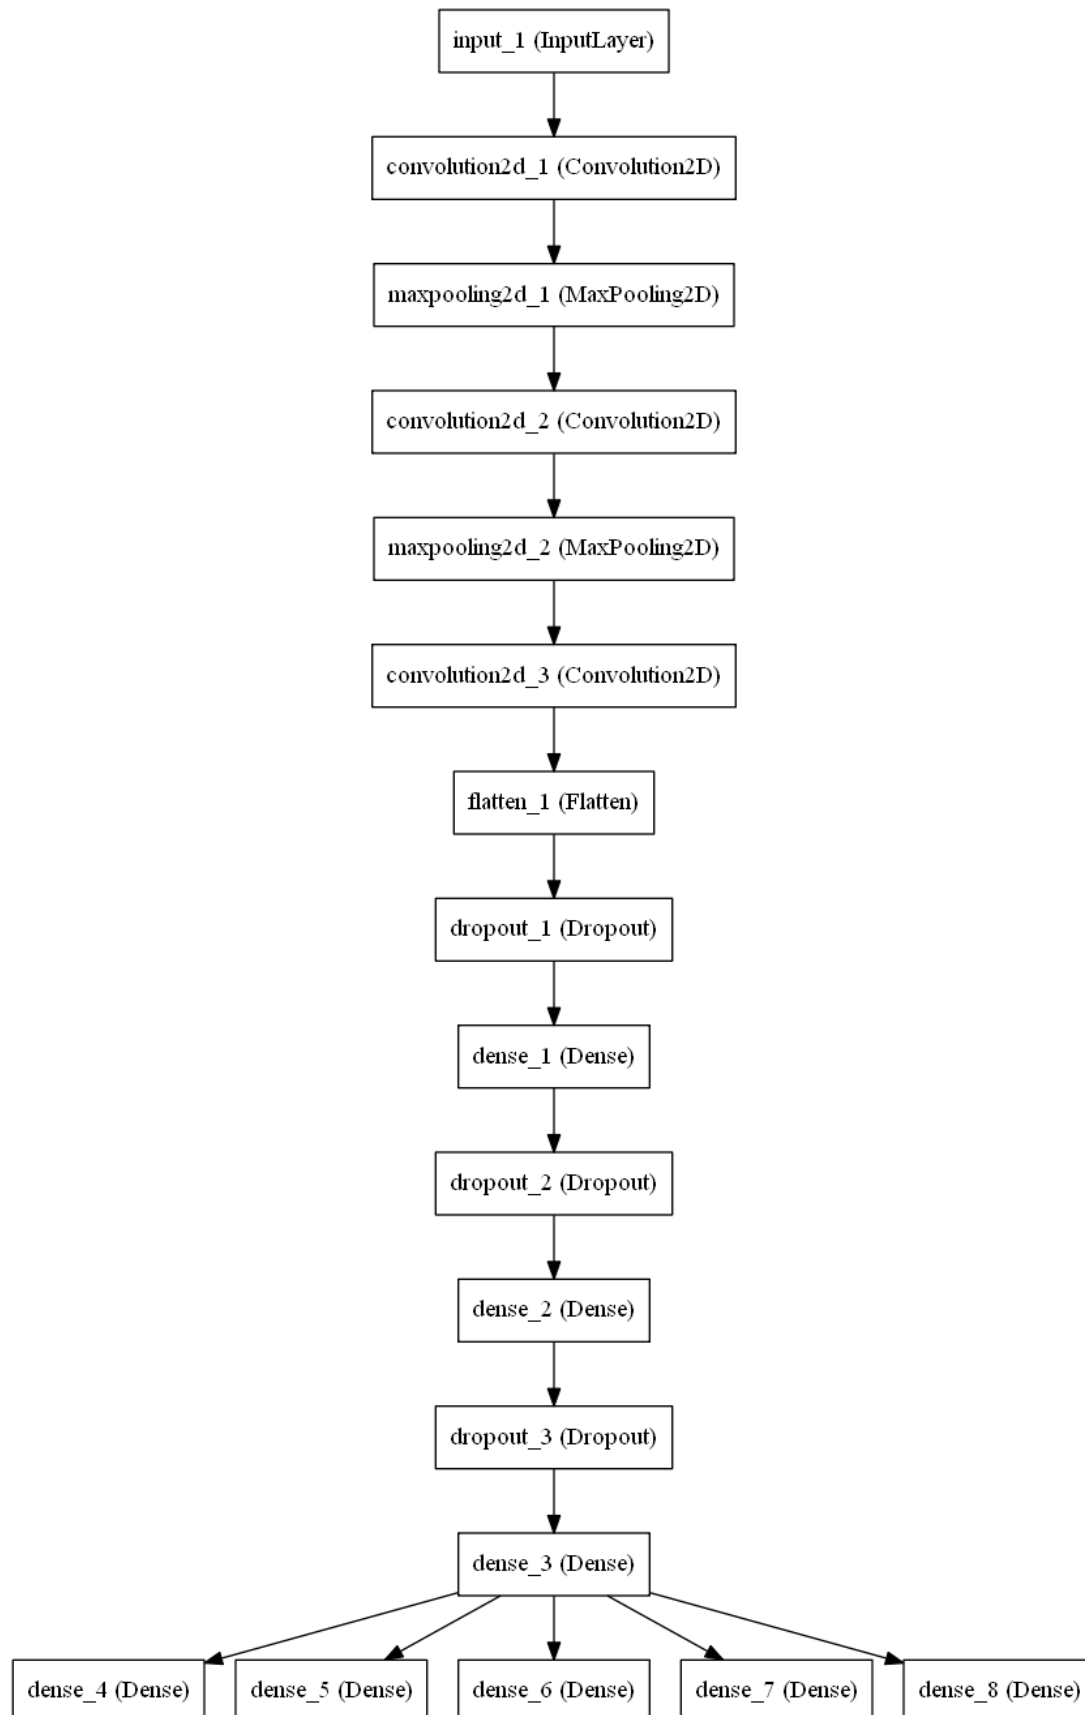 input_1 (InputLayer)
convolution2d_1 (Convolution2D)
maxpooling2d_1 (MaxPooling2D)
convolution2d_2 (Convolution2D)
maxpooling2d_2 (MaxPooling2D)
convolution2d_3 (Convolution2D)
flatten_1 (Flatten)
dropout_1 (Dropout)
dense_1 (Dense)
dropout_2 (Dropout)
dense_2 (Dense)
dropout_3 (Dropout)
dense_3 (Dense)
dense_4 (Dense)
dense_5 (Dense)
dense_6 (Dense)
dense_7 (Dense)
dense_8 (Dense)